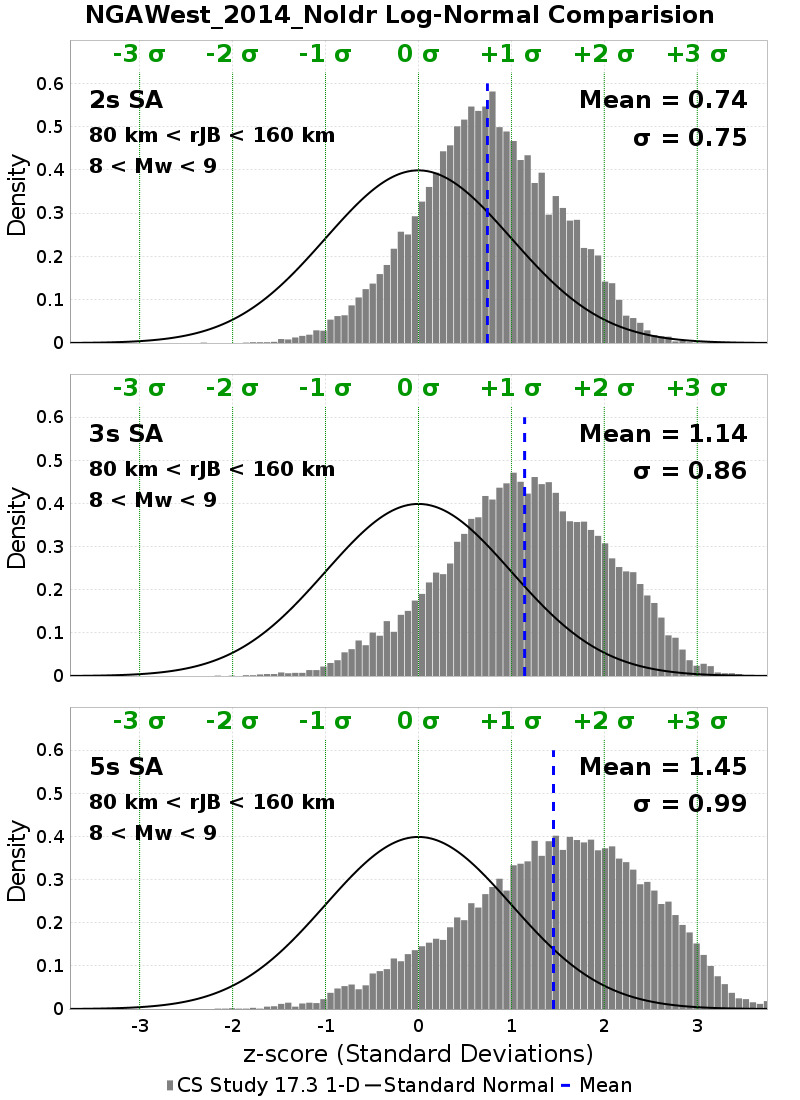 NGAWest_2014_NoIdr Log-Normal Comparision
-3 σ -2 σ -1 σ 0 σ +1 σ +2 σ +3 σ
2s SA
80 km < rJB < 160 km
8 < Mw < 9
Mean = 0.74
σ = 0.75
Density
0.6
0.5
0.4
0.3
0.2
0.1
0
-3 σ -2 σ -1 σ 0 σ +1 σ +2 σ +3 σ
3s SA
80 km < rJB < 160 km
8 < Mw < 9
Mean = 1.14
σ = 0.86
Density
0.6
0.5
0.4
0.3
0.2
0.1
0
-3 σ -2 σ -1 σ 0 σ +1 σ +2 σ +3 σ
5s SA
80 km < rJB < 160 km
8 < Mw < 9
Mean = 1.45
σ = 0.99
Density
0.6
0.5
0.4
0.3
0.2
0.1
0
-3 -2 -1 0 1 2 3
z-score (Standard Deviations)
CS Study 17.3 1-D Standard Normal Mean